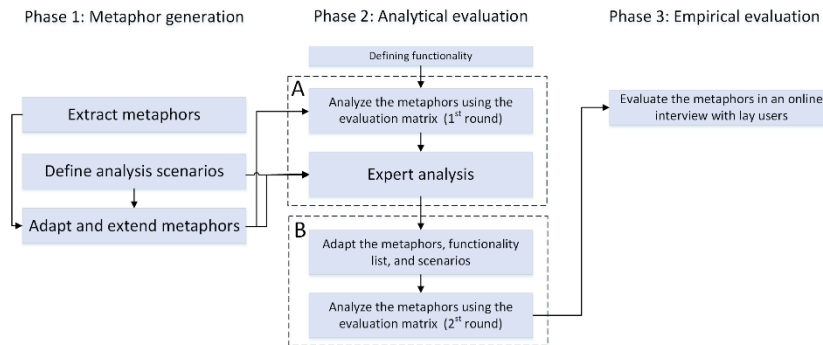 Phase 1: Metaphor generation
Phase 2: Analytical evaluation
Phase 3: Empirical evaluation
Extract metaphors
Define analysis scenarios
Adapt and extend metaphors
Defining functionality
A
Analyze the metaphors using the
evaluation matrix (1st round)
Expert analysis
B
Adapt the metaphors, functionality
list, and scenarios
Analyze the metaphors using the
evaluation matrix (2st round)
Evaluate the metaphors in an online
interview with lay users